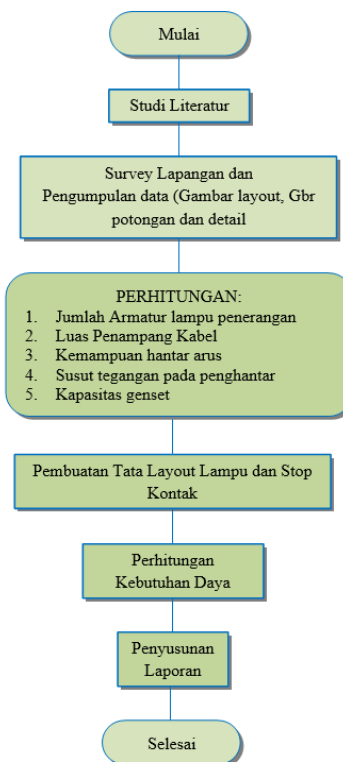 Mulai
Studi Literatur
Survey Lapangan dan
Pengumpulan data (Gambar layout, Gbr
potongan dan detail
PERHITUNGAN:
1. Jumlah Armatur lampu penerangan
2. Luas Penampang Kabel
3. Kemampuan hantar arus
4. Susut tegangan pada penghantar
5. Kapasitas genset
Pembuatan Tata Layout Lampu dan Stop
Kontak
Perhitungan
Kebutuhan Daya
Penyusunan
Laporan
Selesai